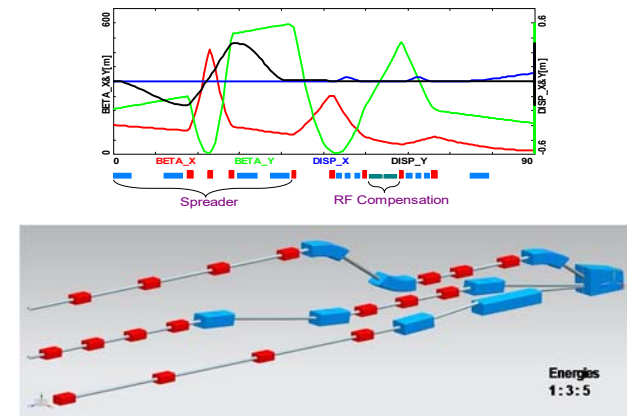 600
0.6
BETA_X&Y[m]
DISP_X&Y[m]
0
-0.6
0 BETA_X BETA_Y DISP_X DISP_Y 90
Spreader
RF Compensation
Energies
1 : 3 : 5